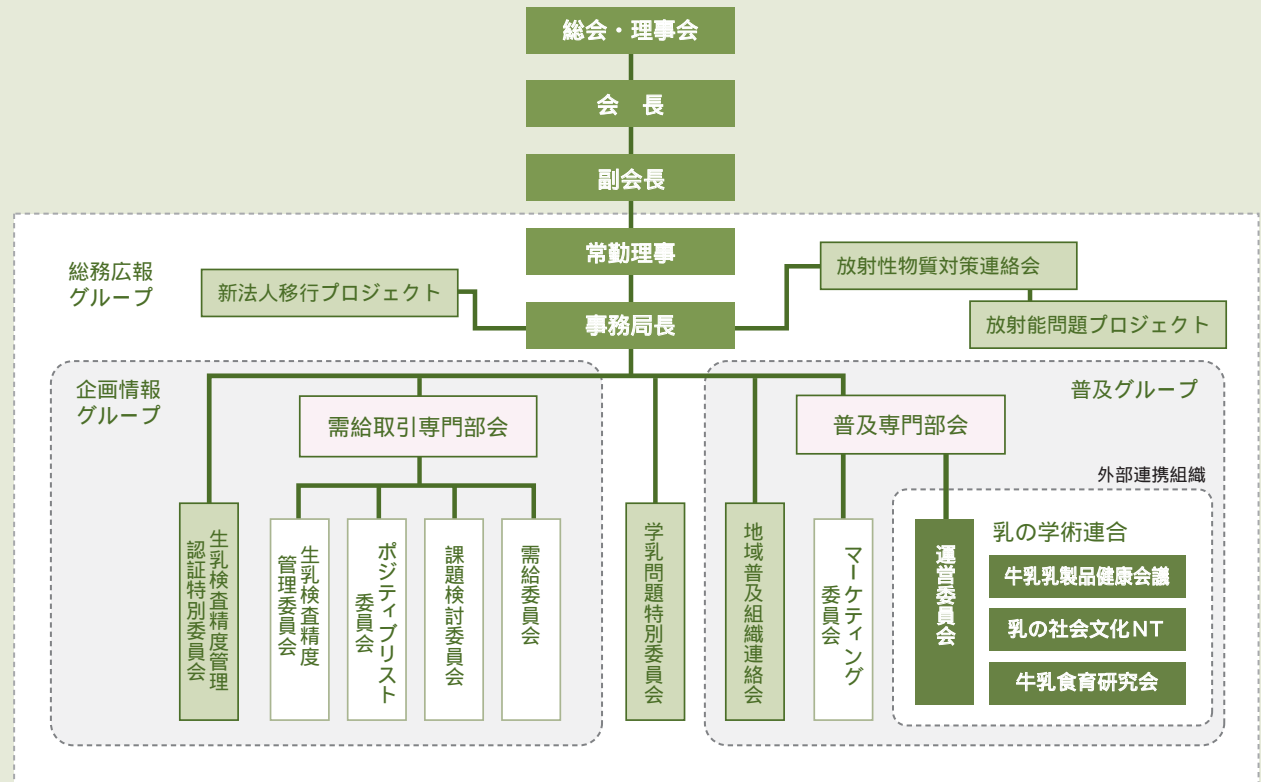 総会・理事会
会　長
副会長
常勤理事
総務広報
グループ
新法人移行プロジェクト
放射性物質対策連絡会
放射能問題プロジェクト
事務局長
企画情報
グループ
需給取引専門部会
普及専門部会
普及グループ
外部連携組織
生乳検査精度管理
認証特別委員会
生乳検査精度
管理委員会
ポジティブリスト
委員会
課題検討委員会
需給委員会
学乳問題特別委員会
地域普及組織連絡会
マーケティング
委員会
運営委員会
乳の学術連合
牛乳乳製品健康会議
乳の社会文化NT
牛乳食育研究会